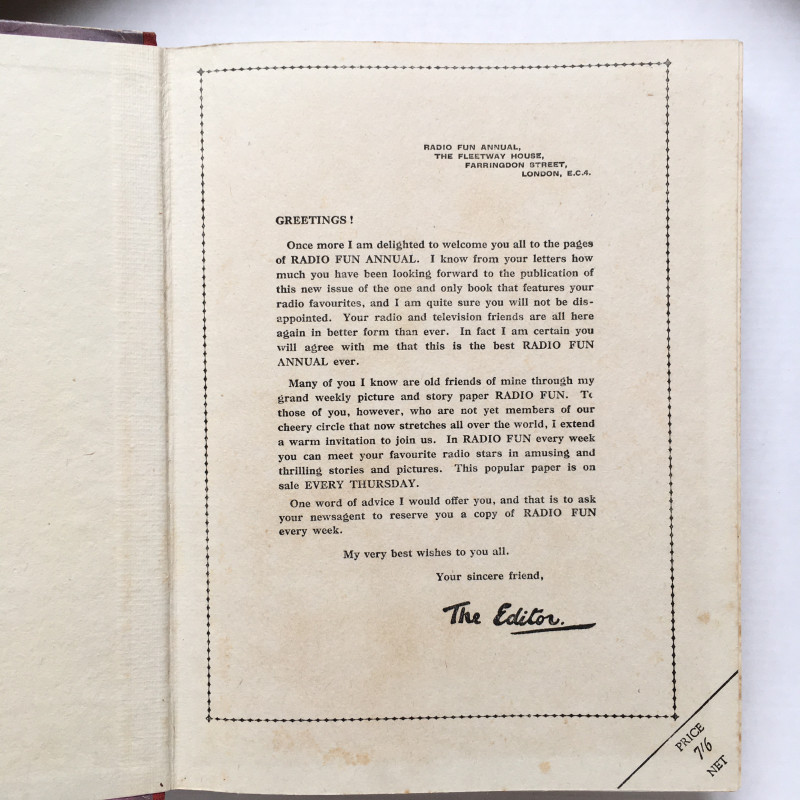 RADIO FUN ANNUAL,
THE FLEETWAY HOUSE,
FARRINGDON STREET,
LONDON, E.C.4.
GREETINGS!
Once more I am delighted to welcome you all to the pages
of RADIO FUN ANNUAL. I know from your letters how
much you have been looking forward to the publication of
this new issue of the one and only book that features your
radio favourites, and I am quite sure you will not be dis-
appointed. Your radio and television friends are all here
again in better form than ever. In fact I am certain you
will agree with me that this is the best RADIO FUN
ANNUAL ever.
Many of you I know are old friends of mine through my
grand weekly picture and story paper RADIO FUN. To
those of you, however, who are not yet members of our
cheery circle that now stretches all over the world, I extend
a warm invitation to join us. In RADIO FUN every week
you can meet your favourite radio stars in amusing and
thrilling stories and pictures. This popular paper is on
sale EVERY THURSDAY.
One word of advice I would offer you, and that is to ask
your newsagent to reserve you a copy of RADIO FUN
every week.
My very best wishes to you all.
Your sincere friend,
The Editor.
PRICE
7/6
NET